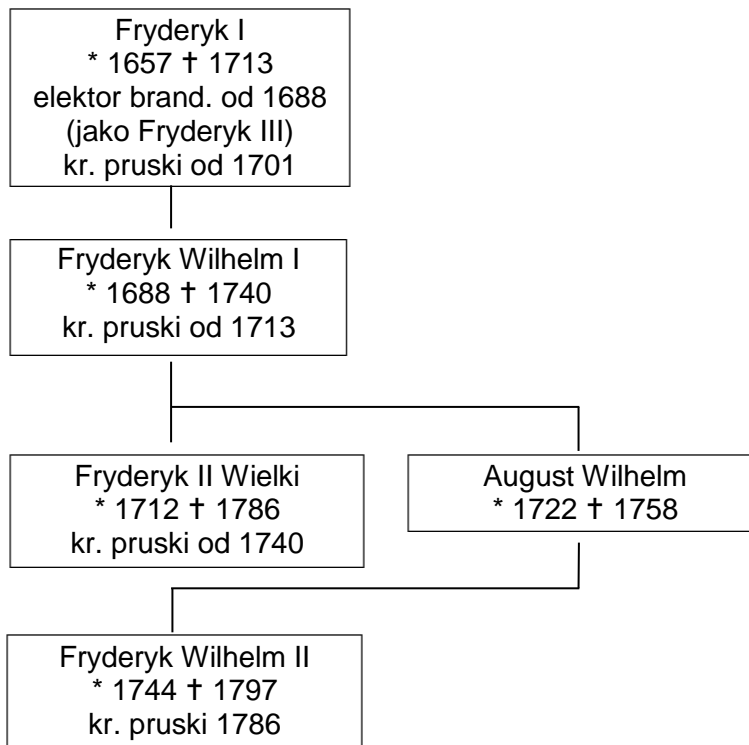 Fryderyk I
* 1657 † 1713
elektor brand. od 1688
(jako Fryderyk III)
kr. pruski od 1701
Fryderyk Wilhelm I
* 1688 † 1740
kr. pruski od 1713
Fryderyk II Wielki
* 1712 † 1786
kr. pruski od 1740
August Wilhelm
* 1722 † 1758
Fryderyk Wilhelm II
* 1744 † 1797
kr. pruski 1786